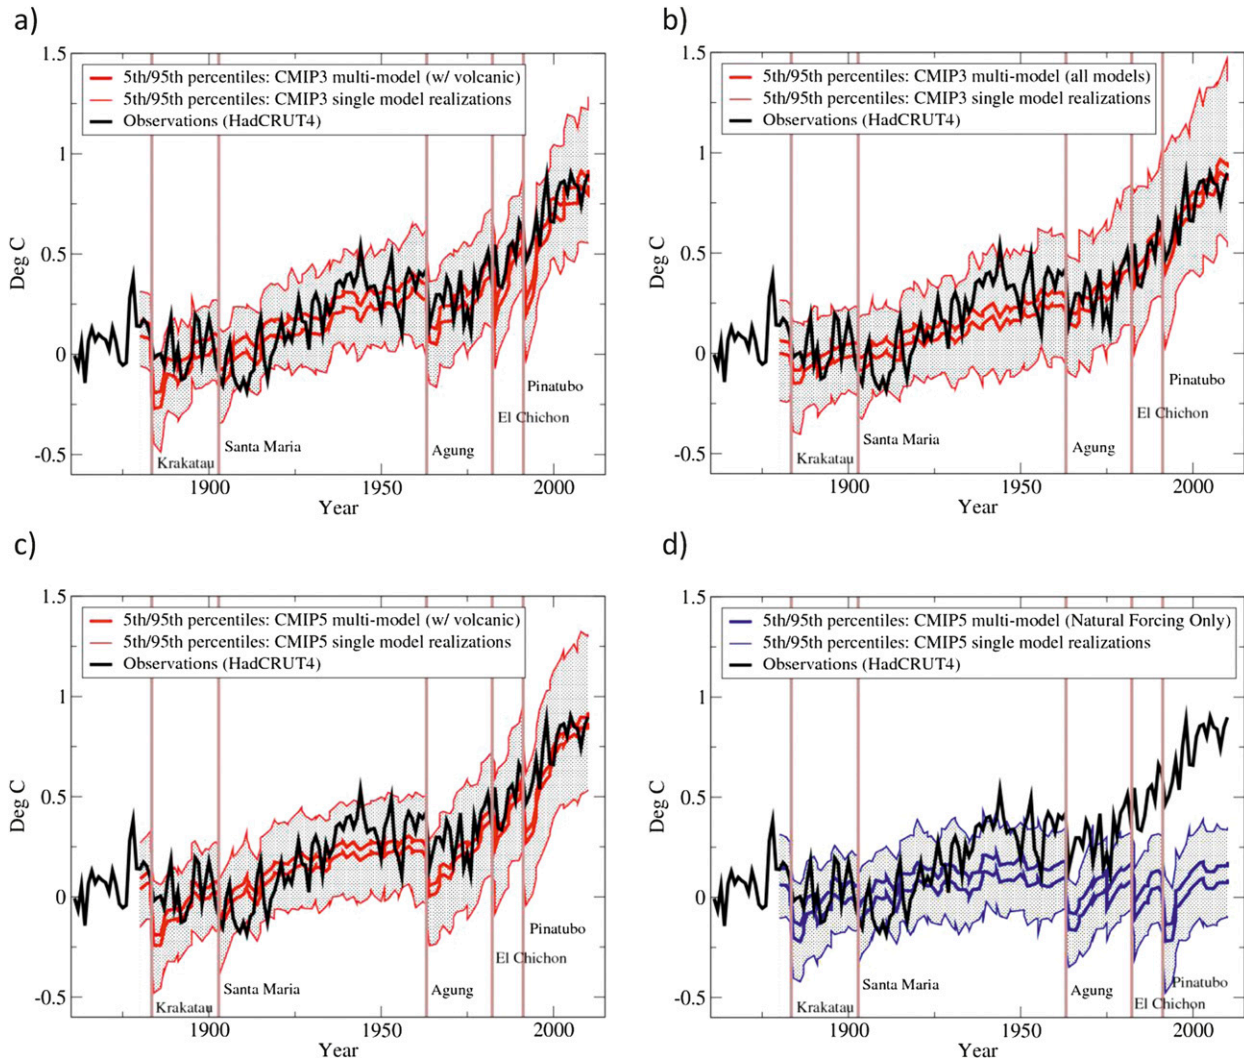 a)
1.5
5th/95th percentiles: CMIP3 multi-model (w/ volcanic)
5th/95th percentiles: CMIP3 single model realizations
Observations (HadCRUT4)
1
Deg C
0.5
0
Pinatubo
El Chichon
Santa Maria
Agung
-0.5
Krakatau
1900
1950
2000
Year
b)
1.5
5th/95th percentiles: CMIP3 multi-model (all models)
5th/95th percentiles: CMIP3 single model realizations
Observations (HadCRUT4)
1
Deg C
0.5
0
Pinatubo
El Chichon
Santa Maria
Agung
-0.5
Krakatau
1900
1950
2000
Year
c)
1.5
5th/95th percentiles: CMIP5 multi-model (w/ volcanic)
5th/95th percentiles: CMIP5 single model realizations
Observations (HadCRUT4)
1
Deg C
0.5
0
Pinatubo
El Chichon
Santa Maria
Agung
-0.5
Krakatau
1900
1950
2000
Year
d)
1.5
5th/95th percentiles: CMIP5 multi-model (Natural Forcing Only)
5th/95th percentiles: CMIP5 single model realizations
Observations (HadCRUT4)
1
Deg C
0.5
0
Pinatubo
Santa Maria
Agung
El Chichon
-0.5
Krakatau
1900
1950
2000
Year